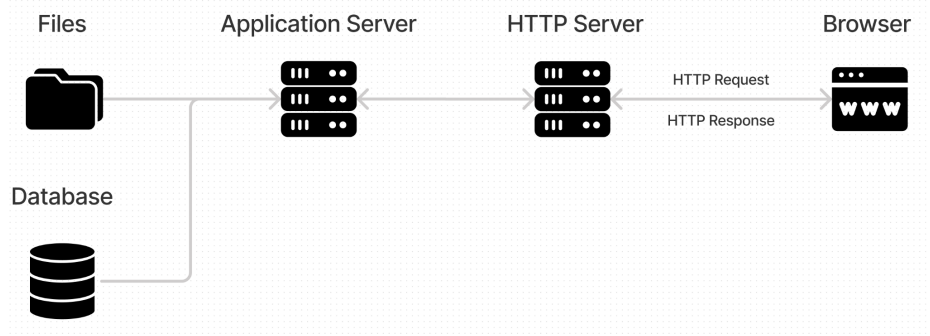 Files
Application Server
HTTP Server
Browser
HTTP Request
HTTP Response
WWW
Database